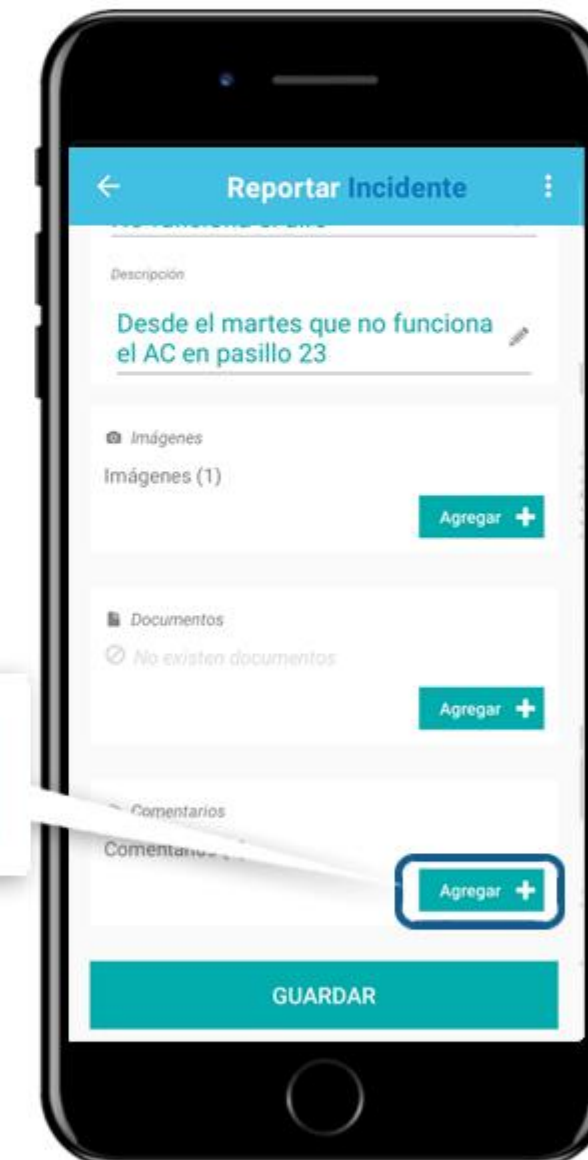 Reportar Incidente
Descripción
Desde el martes que no funciona
el AC en pasillo 23
Imágenes
Imágenes (1)
Agregar
Documentos
No existen documentos
Agregar
Comentarios
Agregar
GUARDAR